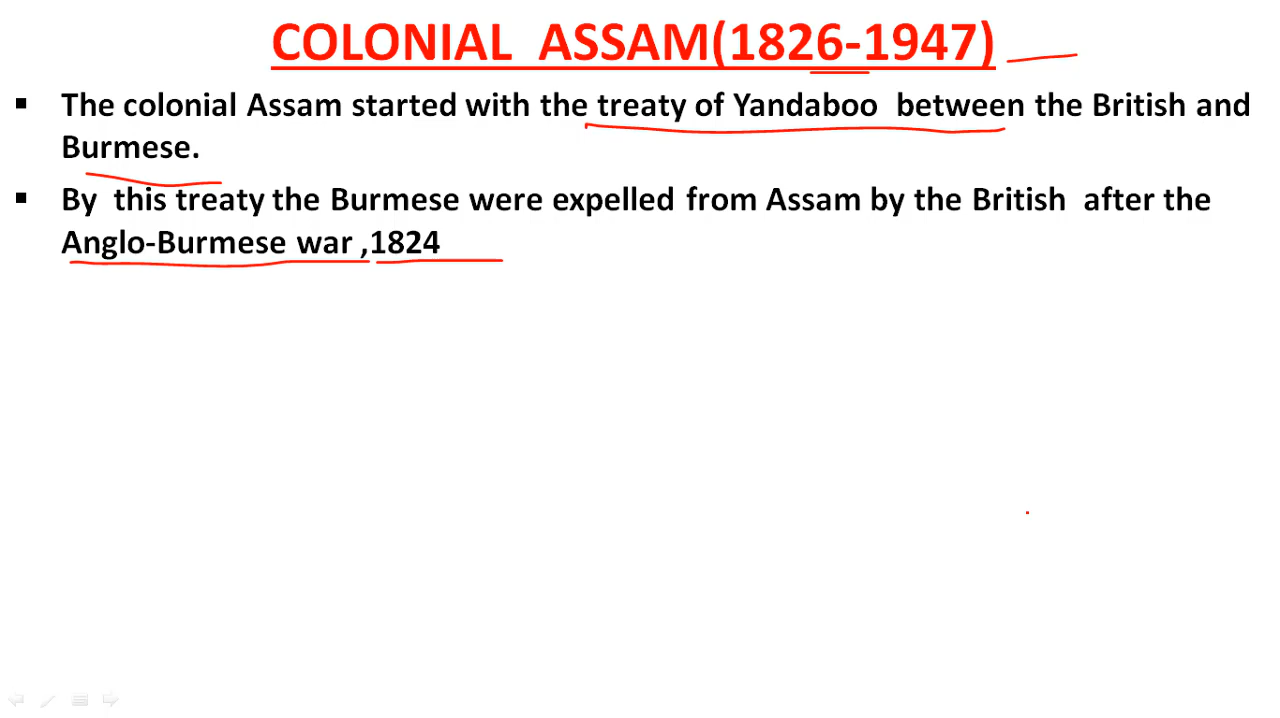 COLONIAL ASSAM(1826-1947)
▪ The colonial Assam started with the treaty of Yandaboo between the British and
Burmese.
▪ By this treaty the Burmese were expelled from Assam by the British after the
Anglo-Burmese war ,1824